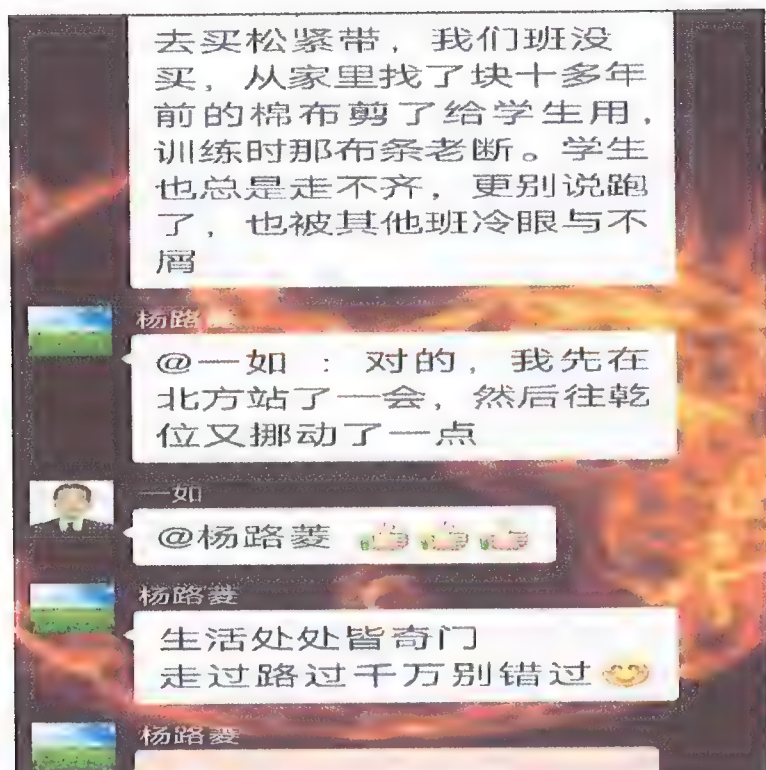 去买松紧带，我们班没
买，从家里找了块十多年
前的棉布剪了给学生用，
训练时那布条老断。学生
也总是走不齐，更别说跑
了，也被其他班冷眼与不
屑
杨路
@一如 : 对的，我先在
北方站了一会，然后往乾
位又挪动了一点
一如
@杨路菱
杨路菱
生活处处皆奇门
走过路过千万别错过
杨路菱